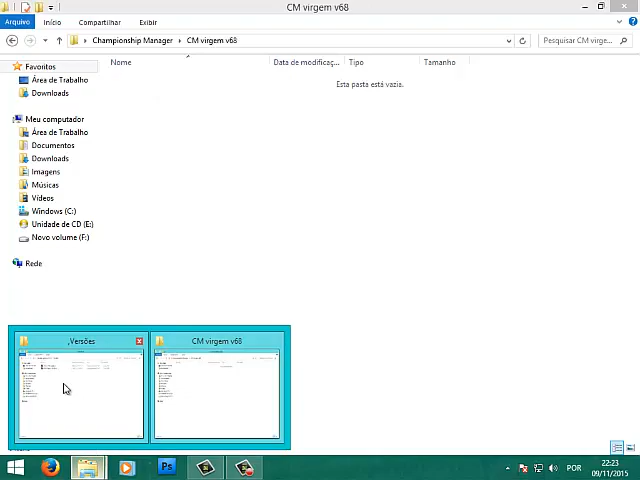 CM virgem v68
Arquivo Início Compartilhar Exibir
Championship Manager CM virgem v68
Pesquisar CM virge...
Nome Data de modificaç... Tipo Tamanho
Esta pasta está vazia.
Favoritos
Área de Trabalho
Downloads
Meu computador
Área de Trabalho
Documentos
Downloads
Imagens
Músicas
Vídeos
Windows (C:)
Unidade de CD (E:)
Novo volume (F:)
Rede
,Versões CM virgem v68
Ps
POR
22:23
09/11/2015